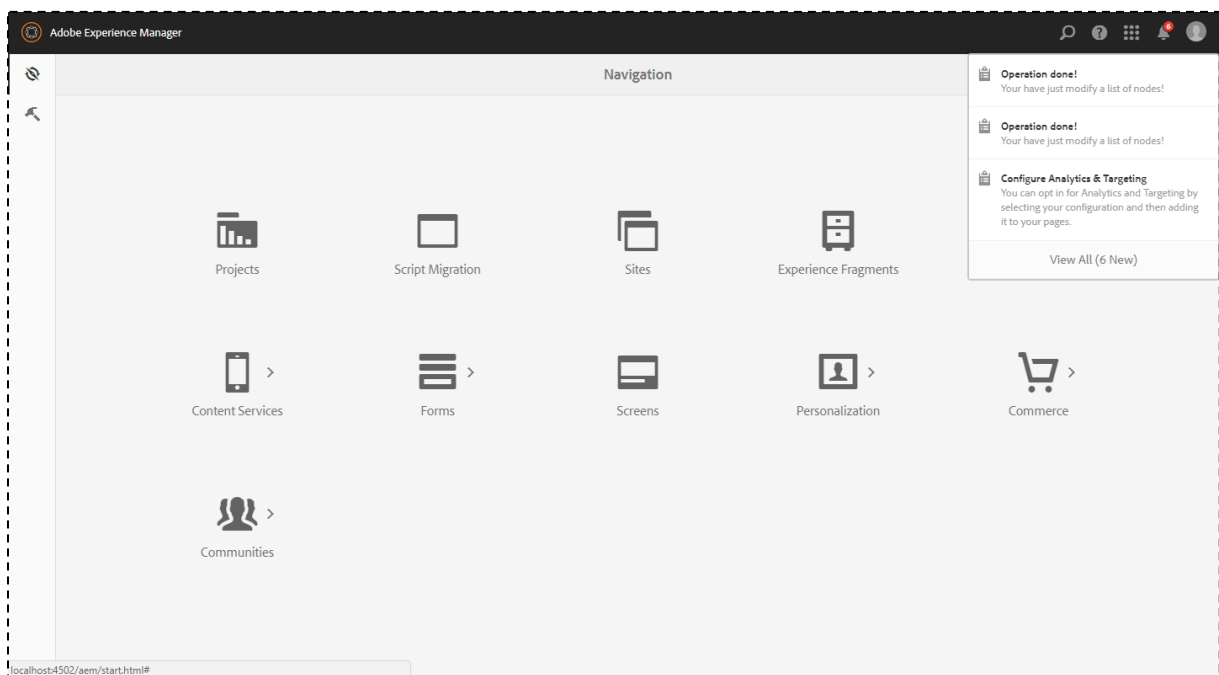 Adobe Experience Manager
6
Navigation
Operation done!
Your have just modify a list of nodes!
Operation done!
Your have just modify a list of nodes!
Configure Analytics & Targeting
You can opt in for Analytics and Targeting by
selecting your configuration and then adding
it to your pages.
View All (6 New)
Projects
Script Migration
Sites
Experience Fragments
Content Services
Forms
Screens
Personalization
Commerce
Communities
localhost:4502/aem/start.html#